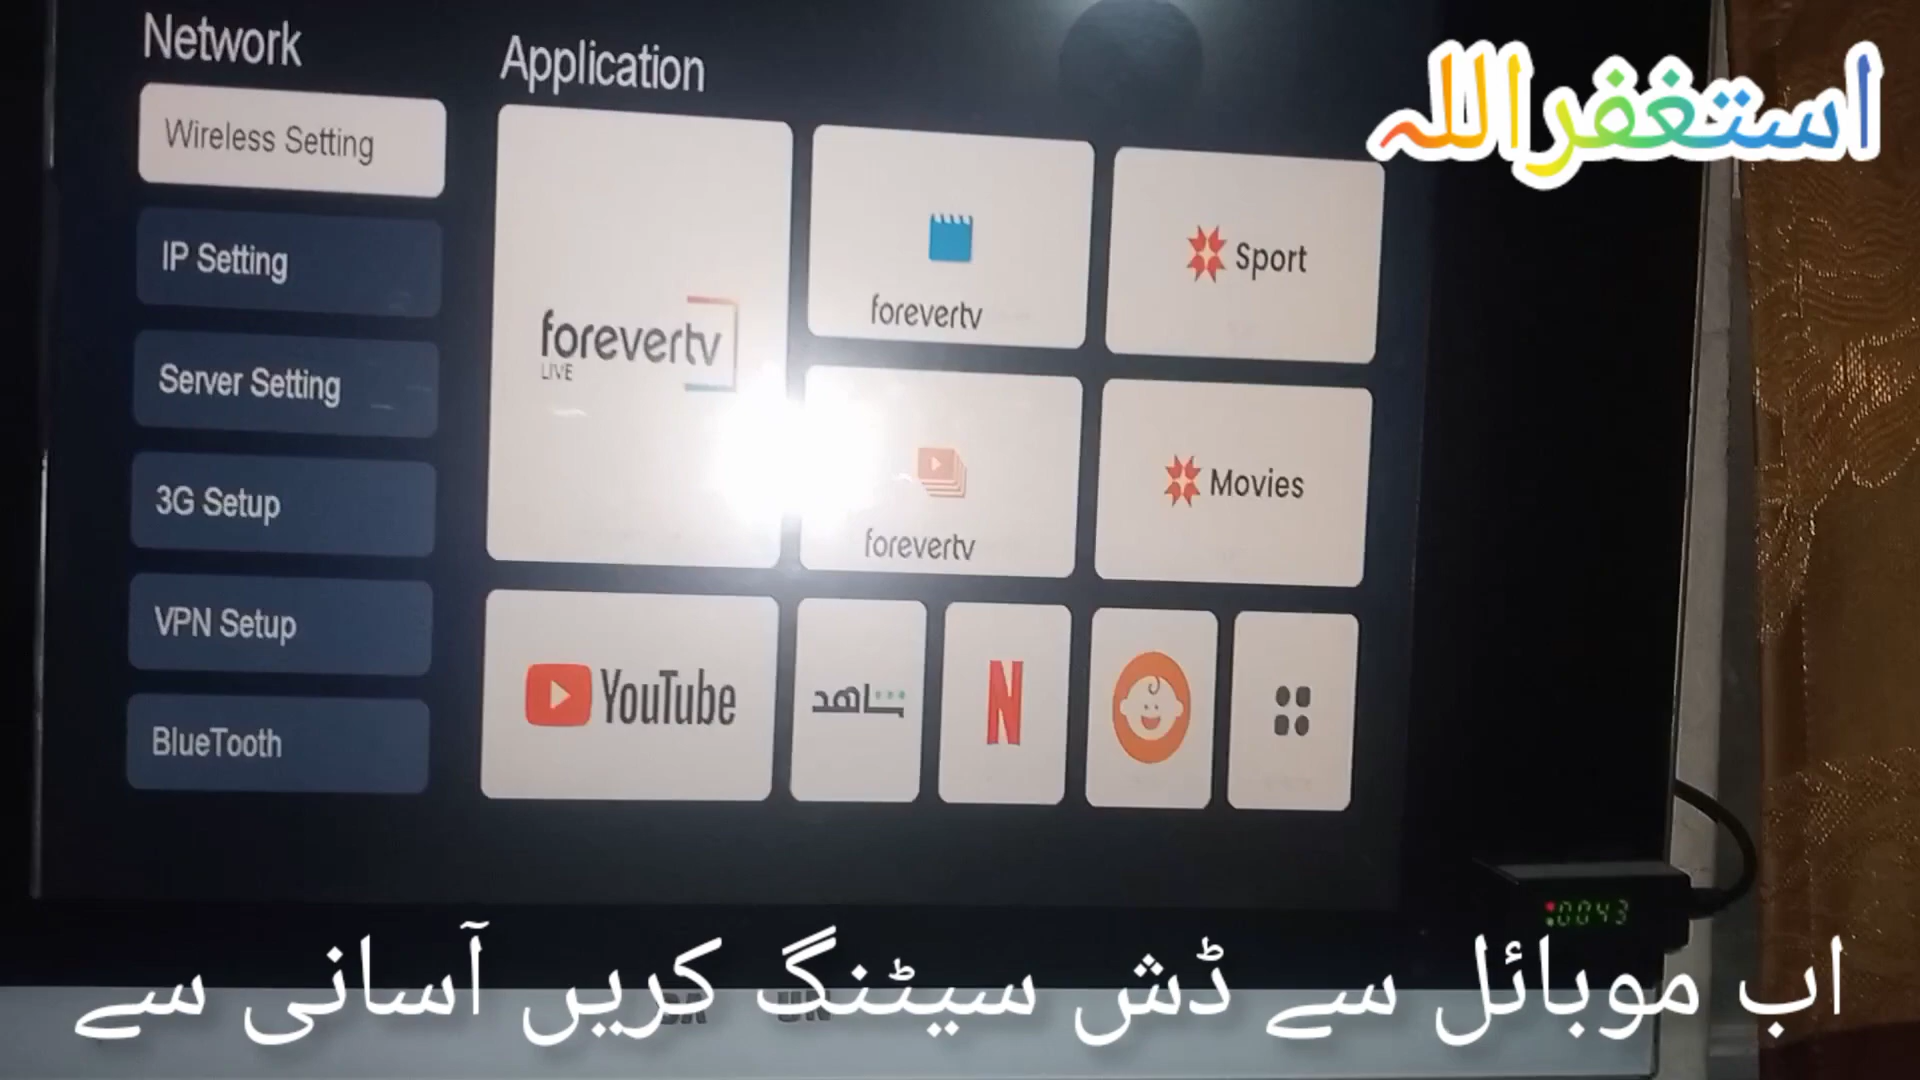 Network
Application
استغفراللہ
Wireless Setting
IP Setting
Server Setting
3G Setup
VPN Setup
BlueTooth
forevertv
LIVE
forevertv
Sport
forevertv
Movies
YouTube
شاهد
N
0043
اب موبائل سے ڈش سیٹنگ کریں آسانی سے